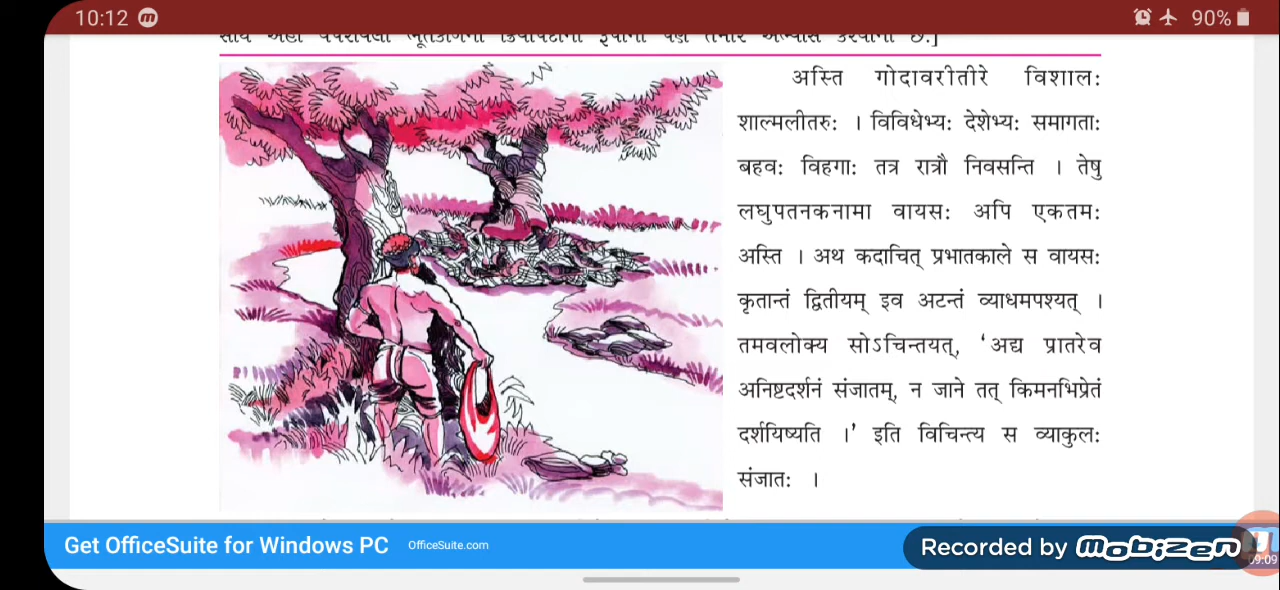 10:12
90%
अस्ति गोदावरीतीरे विशालः
शाल्मलीतरुः । विविधेभ्यः देशेभ्यः समागताः
बहवः विहगाः तत्र रात्रौ निवसन्ति । तेषु
लघुपतनकनामा वायसः अपि एकतमः
अस्ति । अथ कदाचित् प्रभातकाले स वायसः
कृतान्तं द्वितीयम् इव अटन्तं व्याधमपश्यत् ।
तमवलोक्य सोऽचिन्तयत्, ‘अद्य प्रातरेव
अनिष्टदर्शनं संजातम्, न जाने तत् किमनभिप्रेतं
दर्शयिष्यति ।’ इति विचिन्त्य स व्याकुलः
संजातः ।
Get OfficeSuite for Windows PC OfficeSuite.com
Recorded by mobizen
09:09